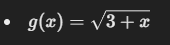 • g(x) = √(3 + x)